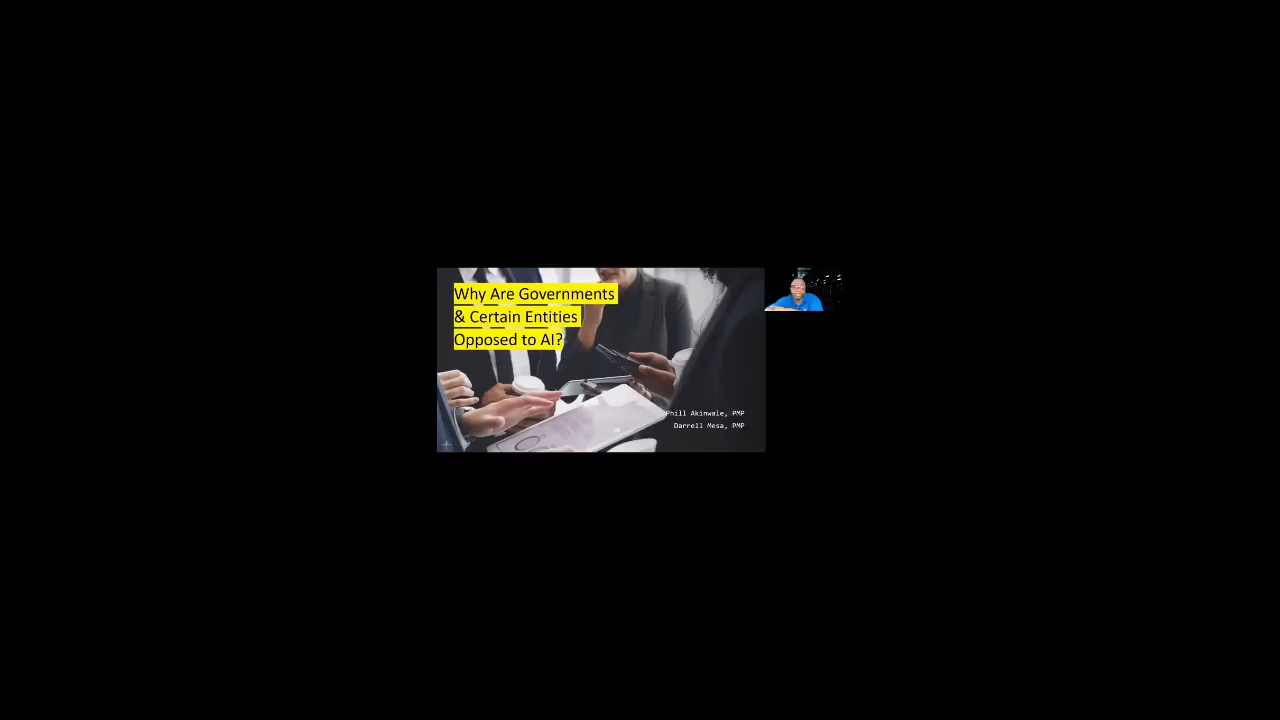 Why Are Governments
& Certain Entities
Opposed to AI?
Phill Akinwale, PMP
Darrell Mesa, PMP